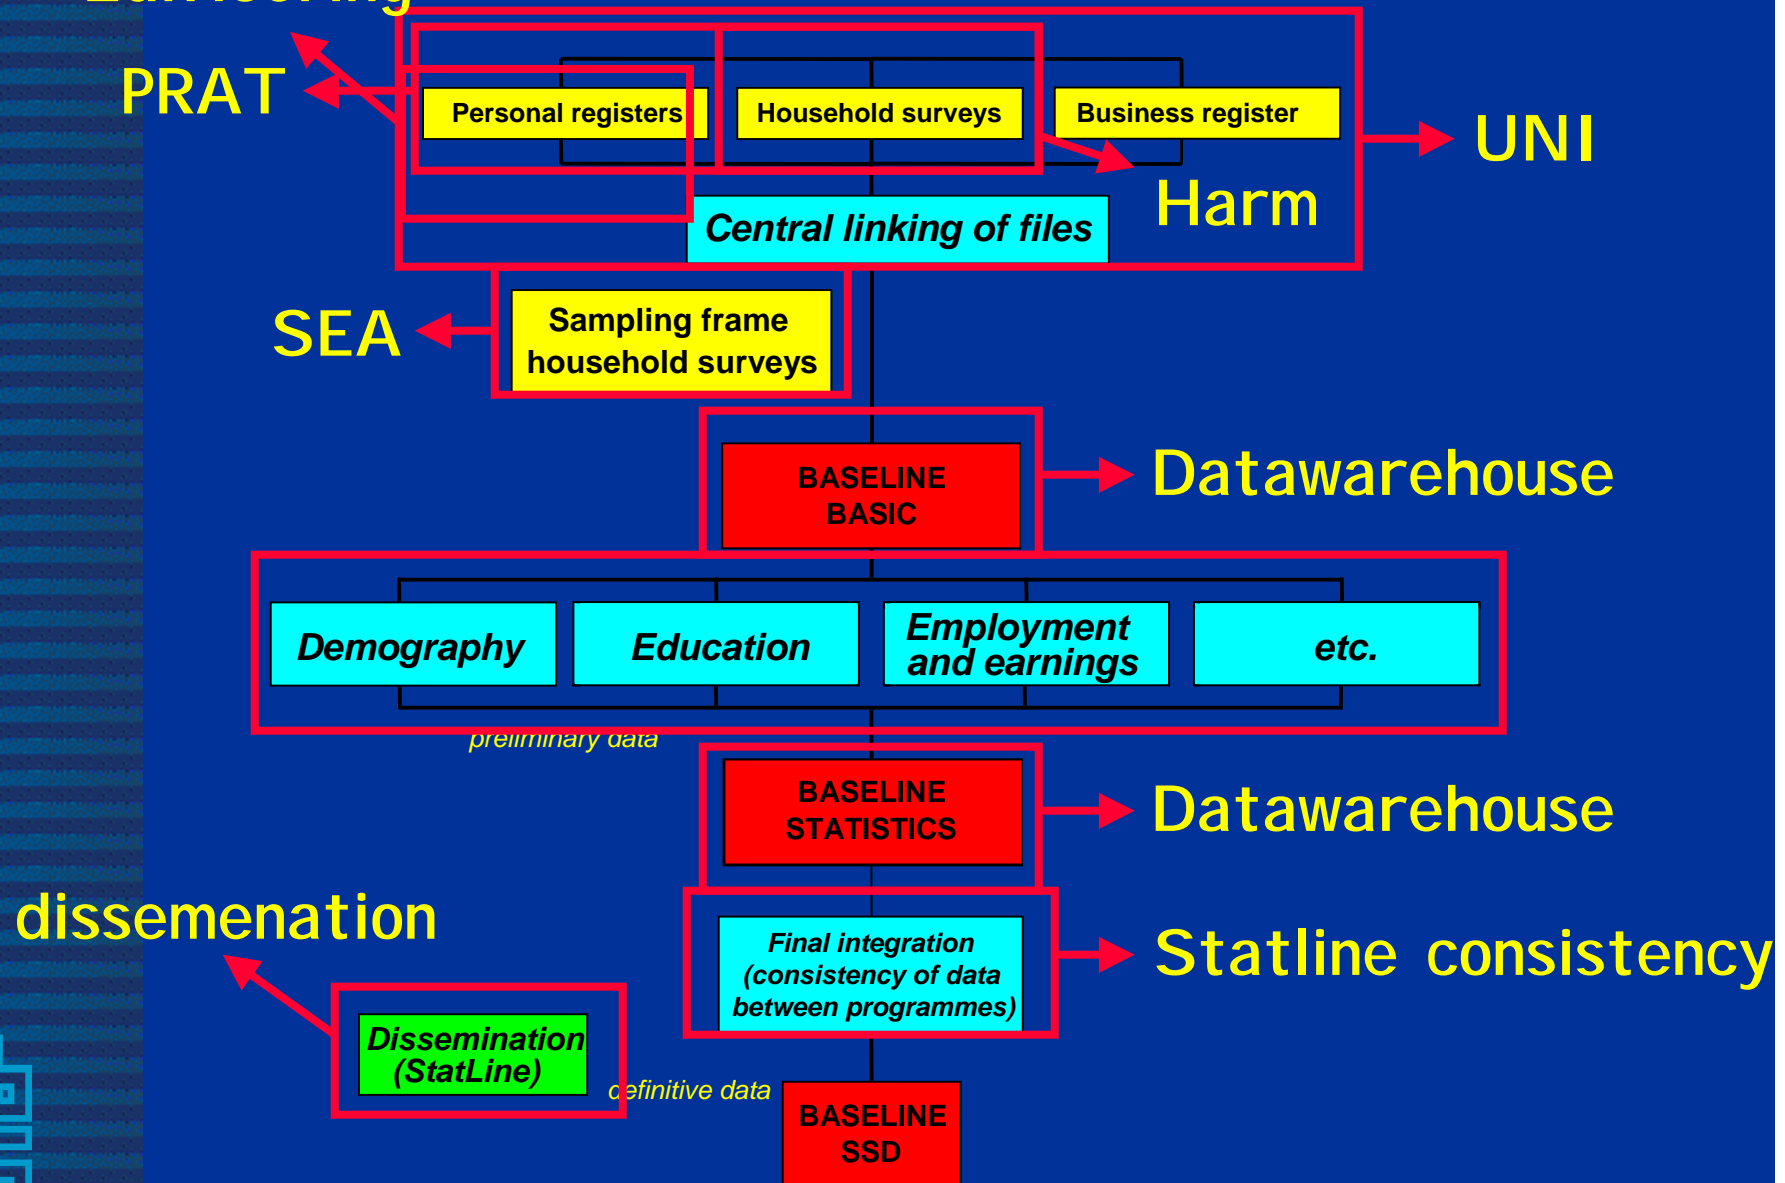 PRAT
Personal registers
Household surveys
Business register
UNI
Harm
Central linking of files
SEA
Sampling frame
household surveys
BASELINE
BASIC
Datawarehouse
Demography
Education
Employment
and earnings
etc.
preliminary data
BASELINE
STATISTICS
Datawarehouse
dissemenation
Final integration
(consistency of data
between programmes)
Statline consistency
Dissemination
(StatLine)
definitive data
BASELINE
SSD